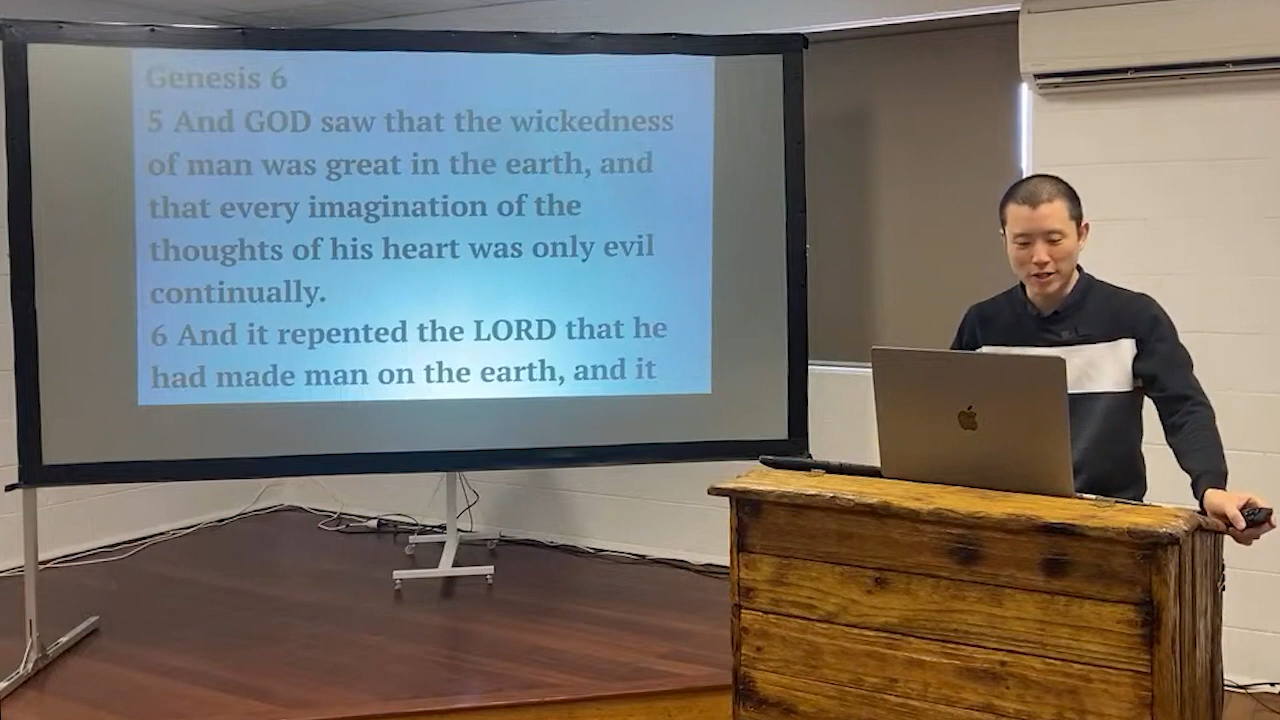 Genesis 6
5 And GOD saw that the wickedness
of man was great in the earth, and
that every imagination of the
thoughts of his heart was only evil
continually.
6 And it repented the LORD that he
had made man on the earth, and it